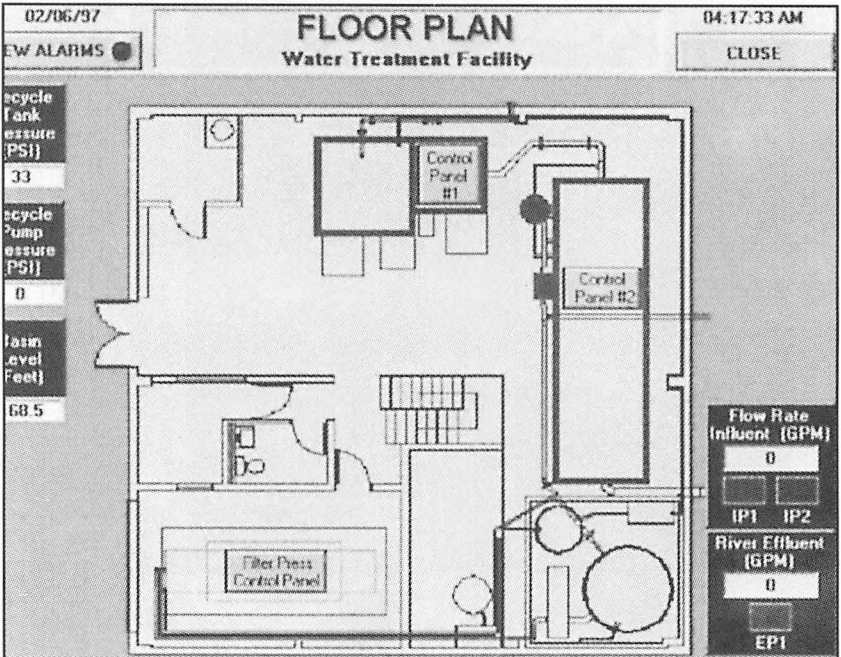 02/06/97
FLOOR PLAN
Water Treatment Facility
04:17:33 AM
EW ALARMS
CLOSE
ecycle
Tank
essure
(PSI)
33
ecycle
Pump
essure
(PSI)
0
Basin
Level
Feet)
68.5
Control
Panel
#1
Control
Panel #2
Filter Press
Control Panel
Flow Rate
Influent (GPM)
0
IP1 IP2
River Effluent
(GPM)
0
EP1